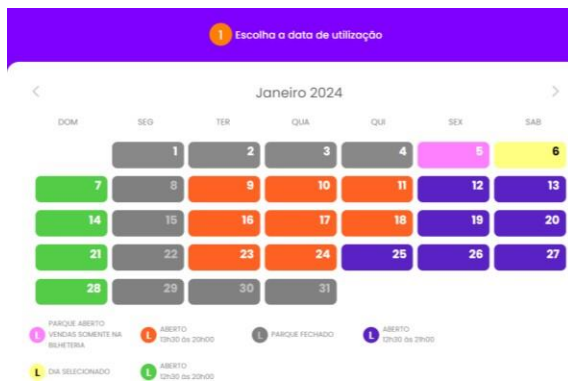 1 Escolha a data de utilização
< Janeiro 2024 >
DOM SEG TER QUA QUI SEX SAB
1 2 3 4 5 6
7 8 9 10 11 12 13
14 15 16 17 18 19 20
21 22 23 24 25 26 27
28 29 30 31
L PARQUE ABERTO
VENDAS SOMENTE NA
BILHETERIA
L ABERTO
13h30 às 20h00
L PARQUE FECHADO
L ABERTO
12h30 às 21h00
L DIA SELECIONADO
L ABERTO
12h30 às 20h00